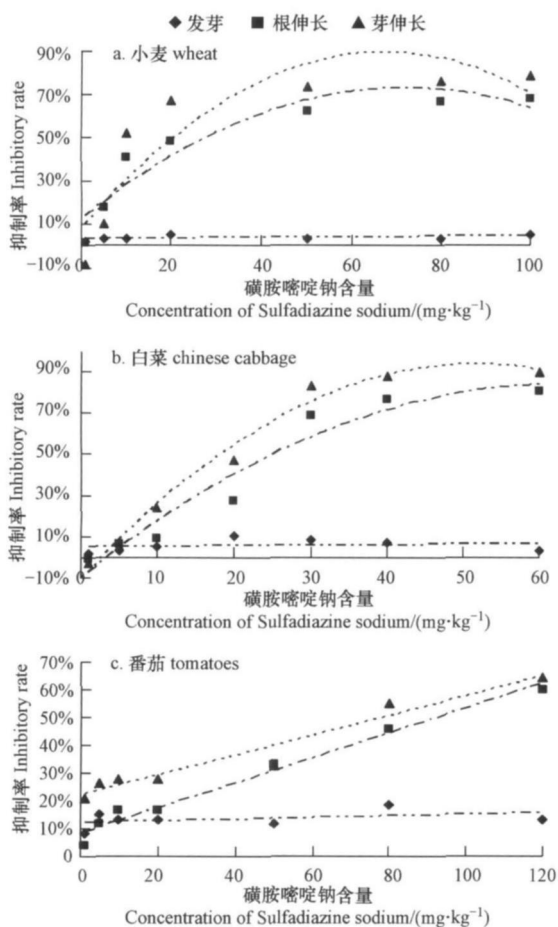 ◆ 发芽 ■ 根伸长 ▲ 芽伸长
a. 小麦 wheat
抑制率 Inhibitory rate
90%
70%
50%
30%
10%
-10%
0 20 40 60 80 100
磺胺嘧啶钠含量
Concentration of Sulfadiazine sodium/(mg·kg⁻¹)
b. 白菜 chinese cabbage
抑制率 Inhibitory rate
90%
70%
50%
30%
10%
-10%
0 10 20 30 40 50 60
磺胺嘧啶钠含量
Concentration of Sulfadiazine sodium/(mg·kg⁻¹)
c. 番茄 tomatoes
抑制率 Inhibitory rate
70%
60%
50%
40%
30%
20%
10%
0
0 20 40 60 80 100 120
磺胺嘧啶钠含量
Concentration of Sulfadiazine sodium/(mg·kg⁻¹)